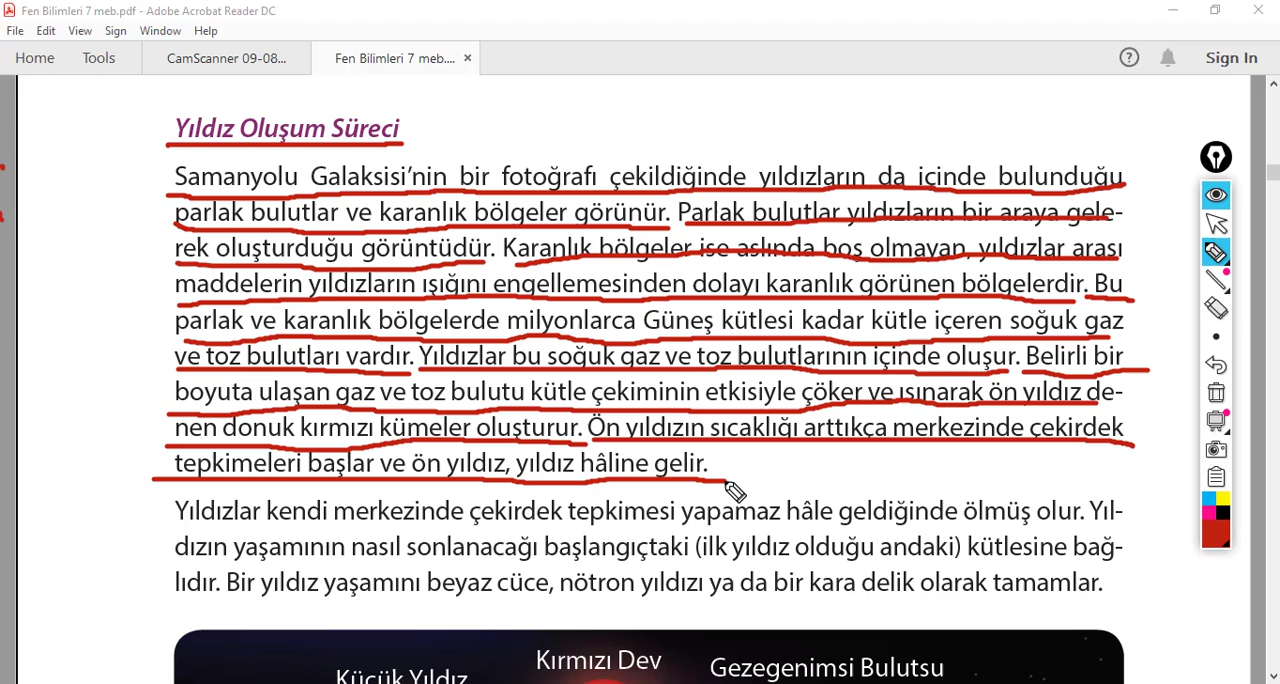 Fen Bilimleri 7 meb.pdf - Adobe Acrobat Reader DC
File Edit View Sign Window Help
Home Tools CamScanner 09-08... Fen Bilimleri 7 meb.... × Sign In
Yıldız Oluşum Süreci
Samanyolu Galaksisi’nin bir fotoğrafı çekildiğinde yıldızların da içinde bulunduğu
parlak bulutlar ve karanlık bölgeler görünür. Parlak bulutlar yıldızların bir araya gele-
rek oluşturduğu görüntüdür. Karanlık bölgeler ise aslında boş olmayan, yıldızlar arası
maddelerin yıldızların ışığını engellemesinden dolayı karanlık görünen bölgelerdir. Bu
parlak ve karanlık bölgelerde milyonlarca Güneş kütlesi kadar kütle içeren soğuk gaz
ve toz bulutları vardır. Yıldızlar bu soğuk gaz ve toz bulutlarının içinde oluşur. Belirli bir
boyuta ulaşan gaz ve toz bulutu kütle çekiminin etkisiyle çöker ve ısınarak ön yıldız de-
nen donuk kırmızı kümeler oluşturur. Ön yıldızın sıcaklığı arttıkça merkezinde çekirdek
tepkimeleri başlar ve ön yıldız, yıldız hâline gelir.
Yıldızlar kendi merkezinde çekirdek tepkimesi yapamaz hâle geldiğinde ölmüş olur. Yıl-
dızın yaşamının nasıl sonlanacağı başlangıçtaki (ilk yıldız olduğu andaki) kütlesine bağ-
lıdır. Bir yıldız yaşamını beyaz cüce, nötron yıldızı ya da bir kara delik olarak tamamlar.
Kırmızı Dev
Küçük Yıldız Gezegenimsi Bulutsu